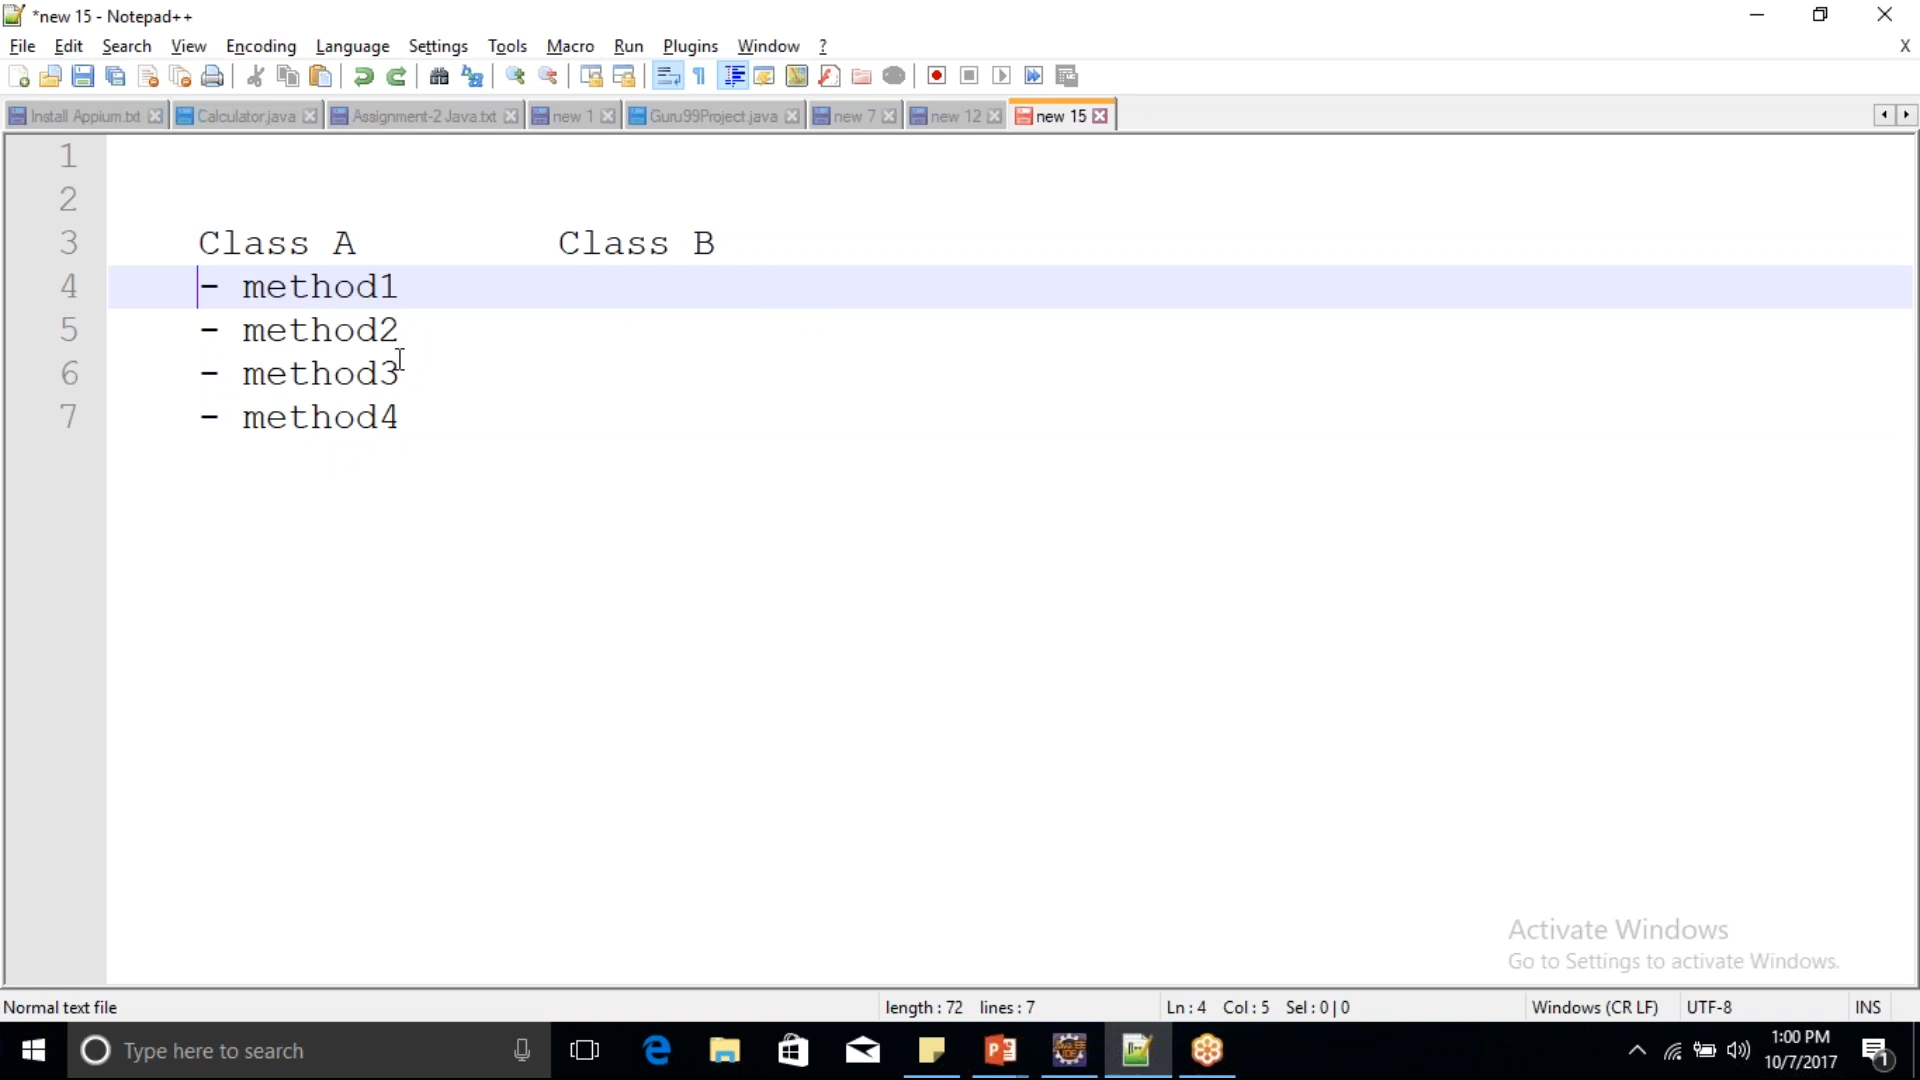 *new 15 - Notepad++
File Edit Search View Encoding Language Settings Tools Macro Run Plugins Window ? X
Install Appium.txt Calculator.java Assignment-2 Java.txt new 1 Guru99Project.java new 7 new 12 new 15
1
2
3 Class A Class B
4 - method1
5 - method2
6 - method3
7 - method4
Activate Windows
Go to Settings to activate Windows.
Normal text file length : 72 lines : 7 Ln : 4 Col : 5 Sel : 0 | 0 Windows (CR LF) UTF-8 INS
Type here to search
1:00 PM
10/7/2017
1